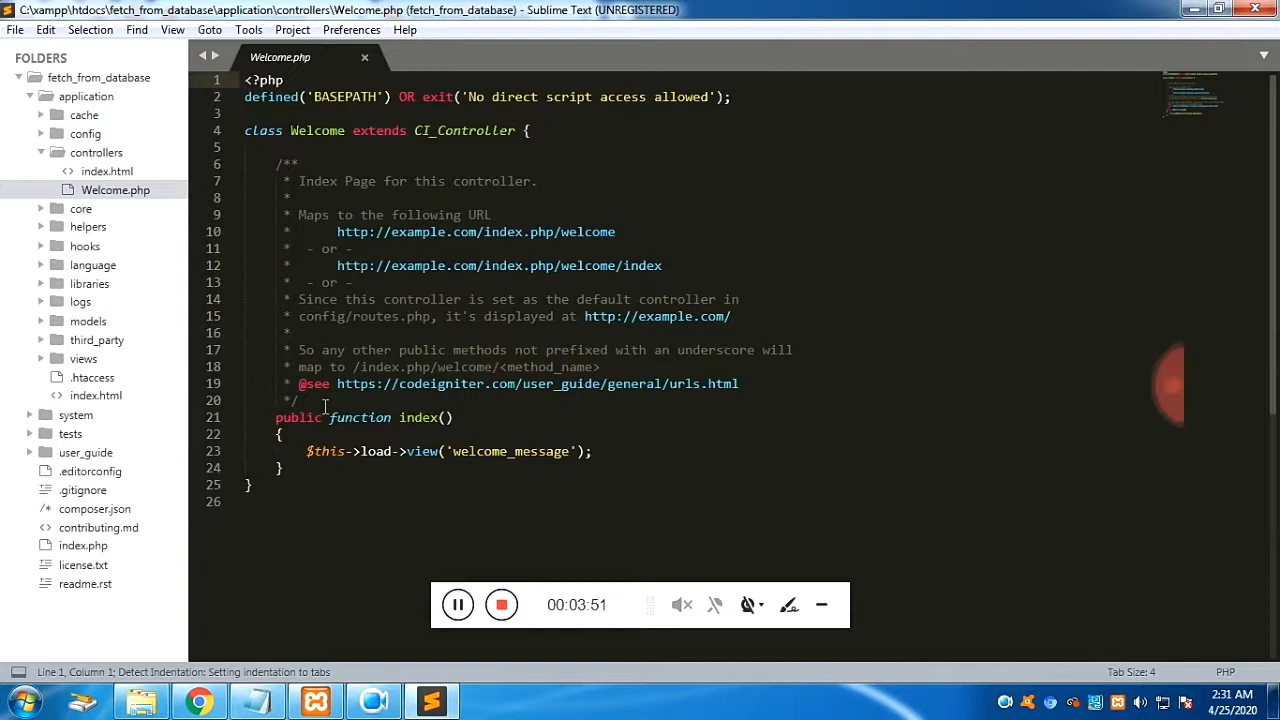 C:\xampp\htdocs\fetch_from_database\application\controllers\Welcome.php (fetch_from_database) - Sublime Text (UNREGISTERED)
File Edit Selection Find View Goto Tools Project Preferences Help
FOLDERS
fetch_from_database
application
cache
config
controllers
index.html
Welcome.php
core
helpers
hooks
language
libraries
logs
models
third_party
views
.htaccess
index.html
system
tests
user_guide
.editorconfig
.gitignore
composer.json
contributing.md
index.php
license.txt
readme.rst
Welcome.php
1 <?php
2 defined('BASEPATH') OR exit('No direct script access allowed');
3
4 class Welcome extends CI_Controller {
5
6 /**
7 * Index Page for this controller.
8 *
9 * Maps to the following URL
10 * http://example.com/index.php/welcome
11 * - or -
12 * http://example.com/index.php/welcome/index
13 * - or -
14 * Since this controller is set as the default controller in
15 * config/routes.php, it's displayed at http://example.com/
16 *
17 * So any other public methods not prefixed with an underscore will
18 * map to /index.php/welcome/<method_name>
19 * @see https://codeigniter.com/user_guide/general/urls.html
20 */
21 public function index()
22 {
23 $this->load->view('welcome_message');
24 }
25 }
26
00:03:51
Line 1, Column 1; Detect Indentation: Setting indentation to tabs
Tab Size: 4
PHP
2:31 AM
4/25/2020